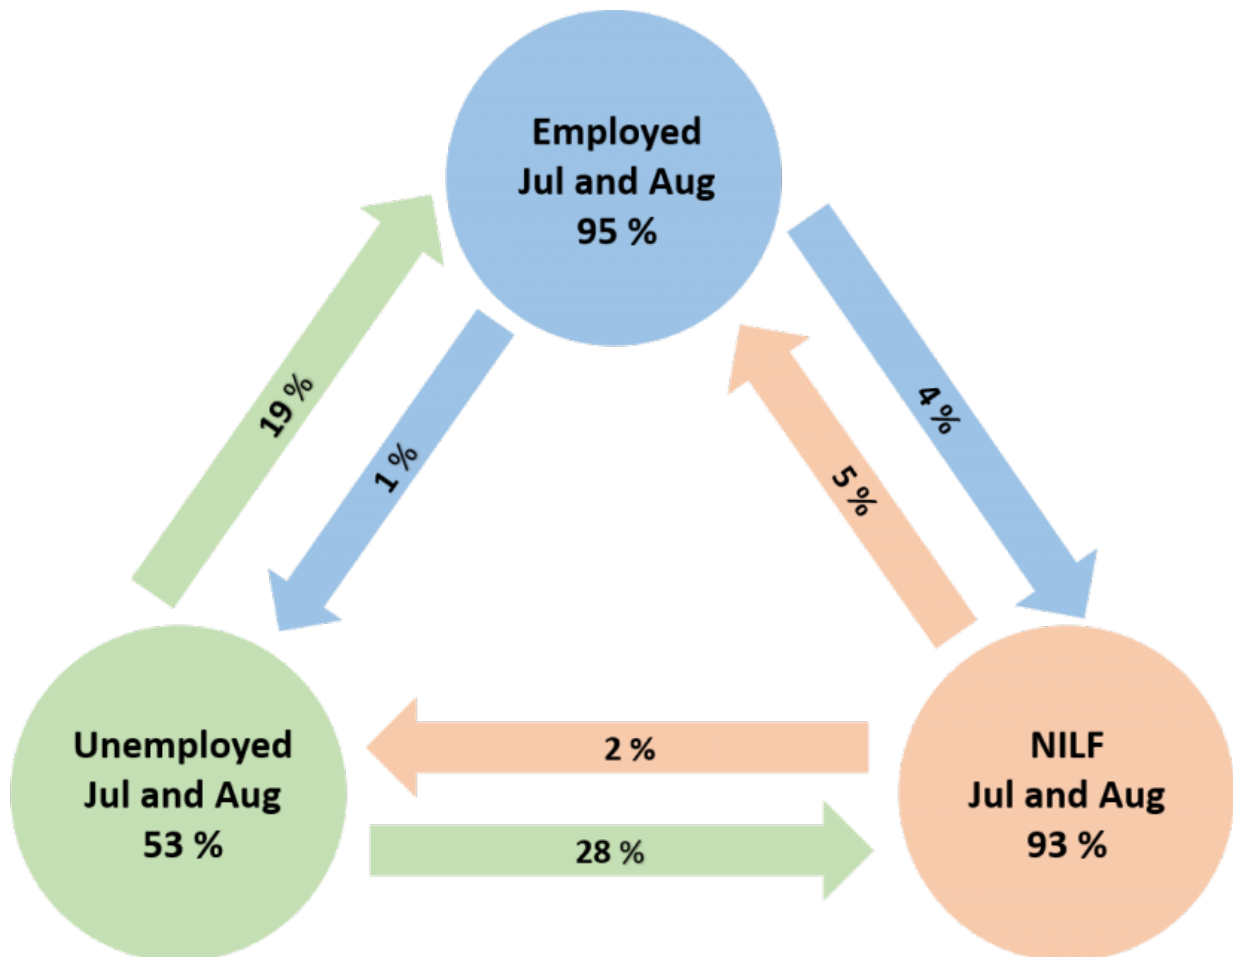 Employed
Jul and Aug
95 %
19 %
1 %
4 %
5 %
Unemployed
Jul and Aug
53 %
2 %
28 %
NILF
Jul and Aug
93 %